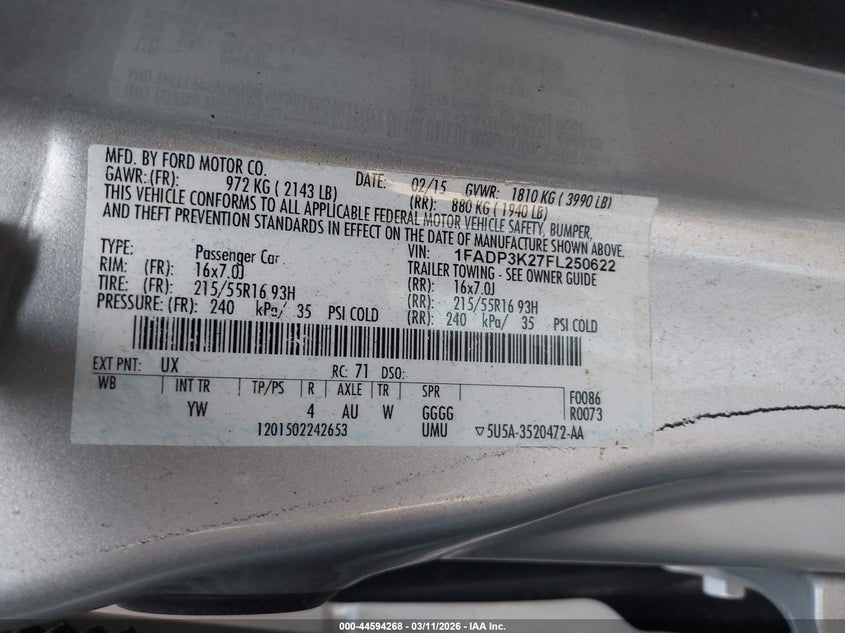 MFD. BY FORD MOTOR CO.
DATE: 02/15 GVWR: 1810 KG ( 3990 LB)
GAWR: (FR): 972 KG ( 2143 LB) (RR): 880 KG ( 1940 LB)
THIS VEHICLE CONFORMS TO ALL APPLICABLE FEDERAL MOTOR VEHICLE SAFETY, BUMPER,
AND THEFT PREVENTION STANDARDS IN EFFECT ON THE DATE OF MANUFACTURE SHOWN ABOVE.
VIN: 1FADP3K27FL250622
TYPE: Passenger Car TRAILER TOWING - SEE OWNER GUIDE
RIM: (FR): 16x7.0J (RR): 16x7.0J
TIRE: (FR): 215/55R16 93H (RR): 215/55R16 93H
PRESSURE: (FR): 240 kPa/ 35 PSI COLD (RR): 240 kPa/ 35 PSI COLD
EXT PNT: UX RC: 71 DSO:
WB INT TR TP/PS R AXLE TR SPR F0086
YW 4 AU W GGGG R0073
1201502242653 UMU ▽5U5A-3520472-AA
000-44594268 - 03/11/2026 - IAA Inc.